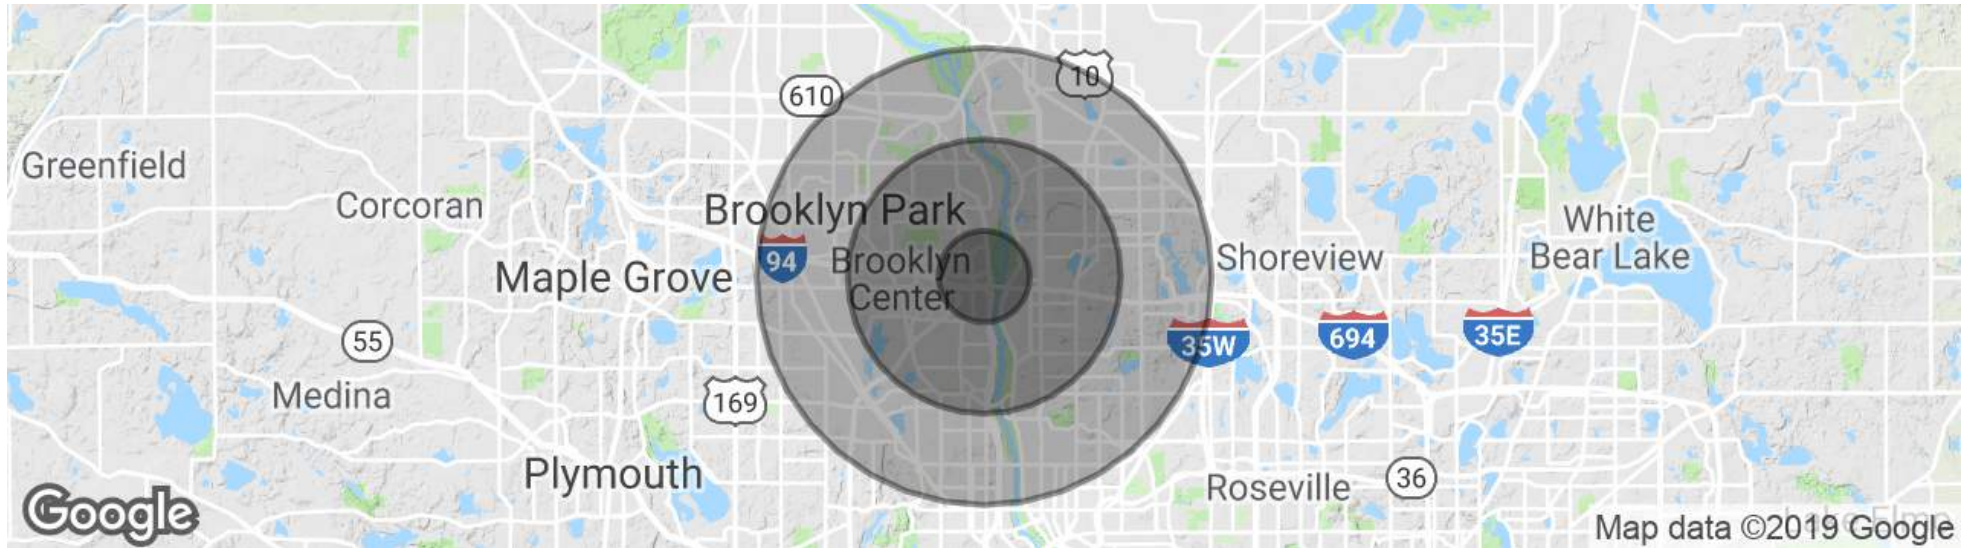 10
610
Greenfield
Corcoran
Brooklyn Park
White
Bear Lake
94
Brooklyn
Center
Shoreview
Maple Grove
55
35W
694
35E
Medina
169
Plymouth
Roseville
36
Google
Map data ©2019 Google